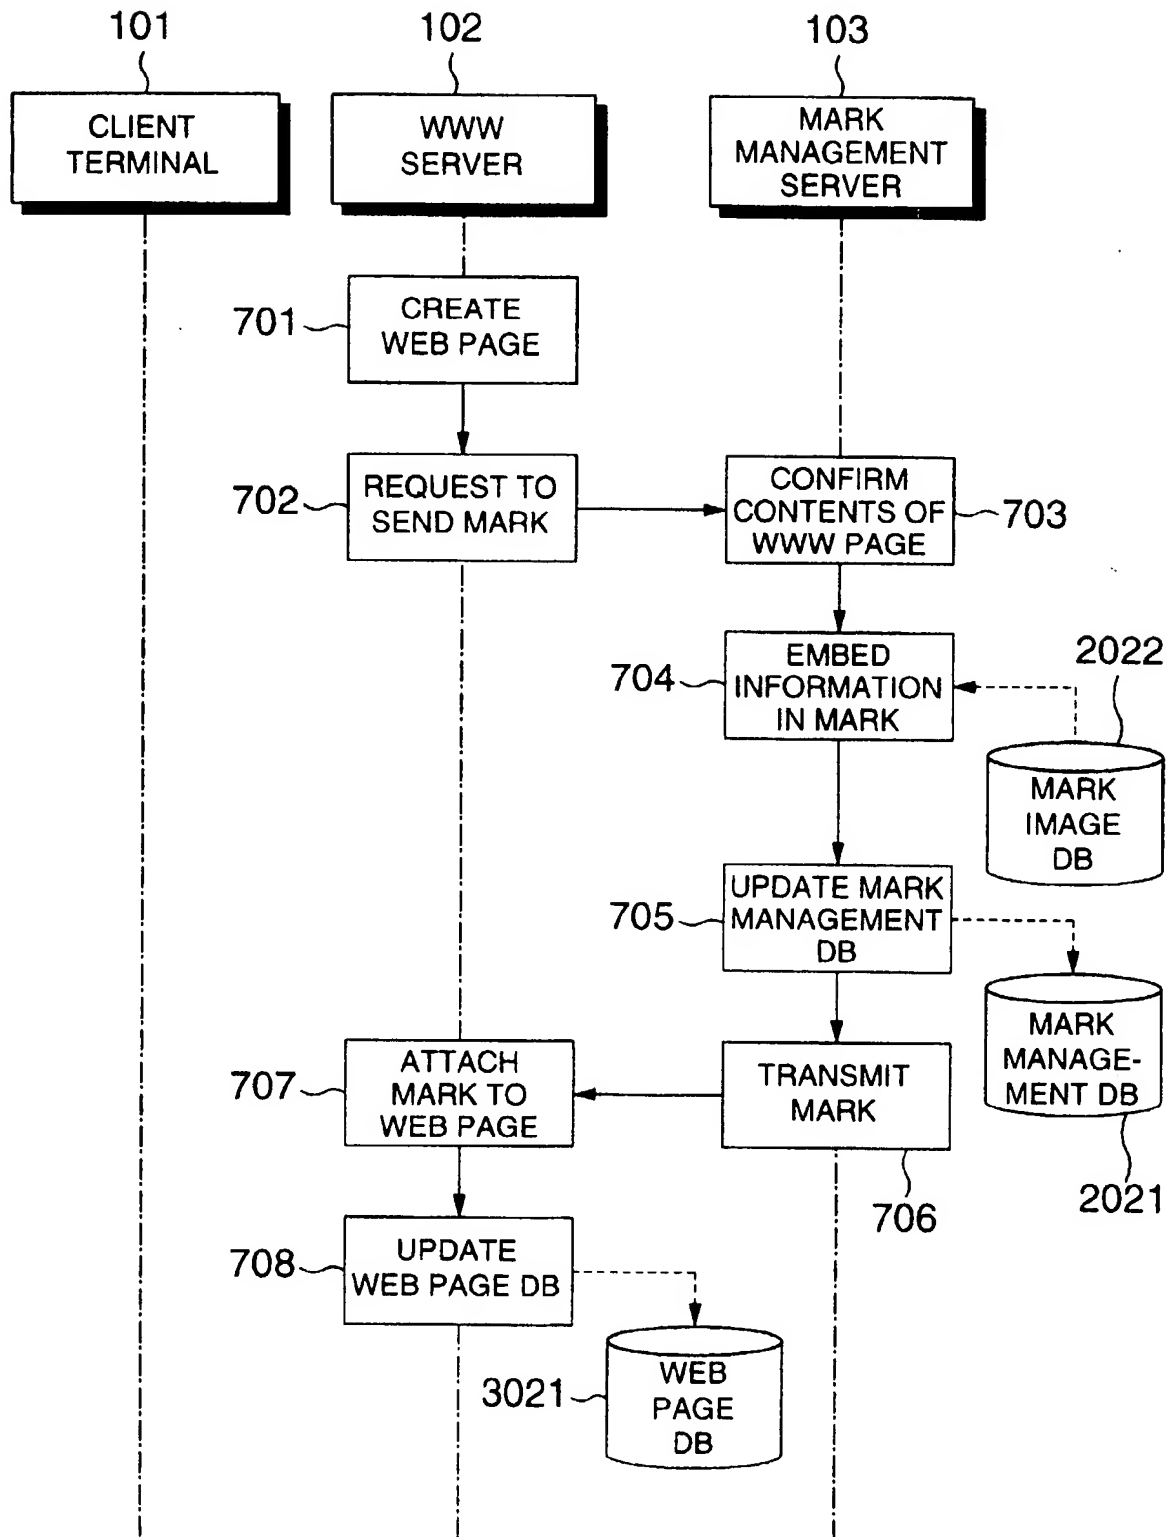 101
102
103
CLIENT
TERMINAL
WWW
SERVER
MARK
MANAGEMENT
SERVER
701
CREATE
WEB PAGE
702
REQUEST TO
SEND MARK
CONFIRM
CONTENTS OF
WWW PAGE
703
704
EMBED
INFORMATION
IN MARK
2022
MARK
IMAGE
DB
705
UPDATE MARK
MANAGEMENT
DB
MARK
MANAGE-
MENT DB
2021
707
ATTACH
MARK TO
WEB PAGE
TRANSMIT
MARK
706
708
UPDATE
WEB PAGE DB
3021
WEB
PAGE
DB